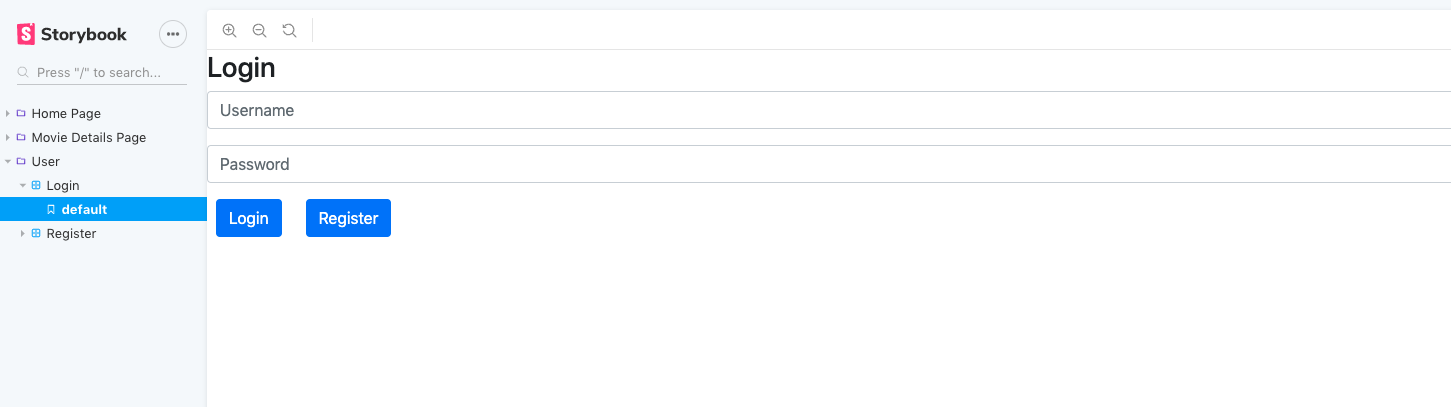 Storybook
Press "/" to search...
Home Page
Movie Details Page
User
Login
default
Register
Login
Username
Password
Login Register